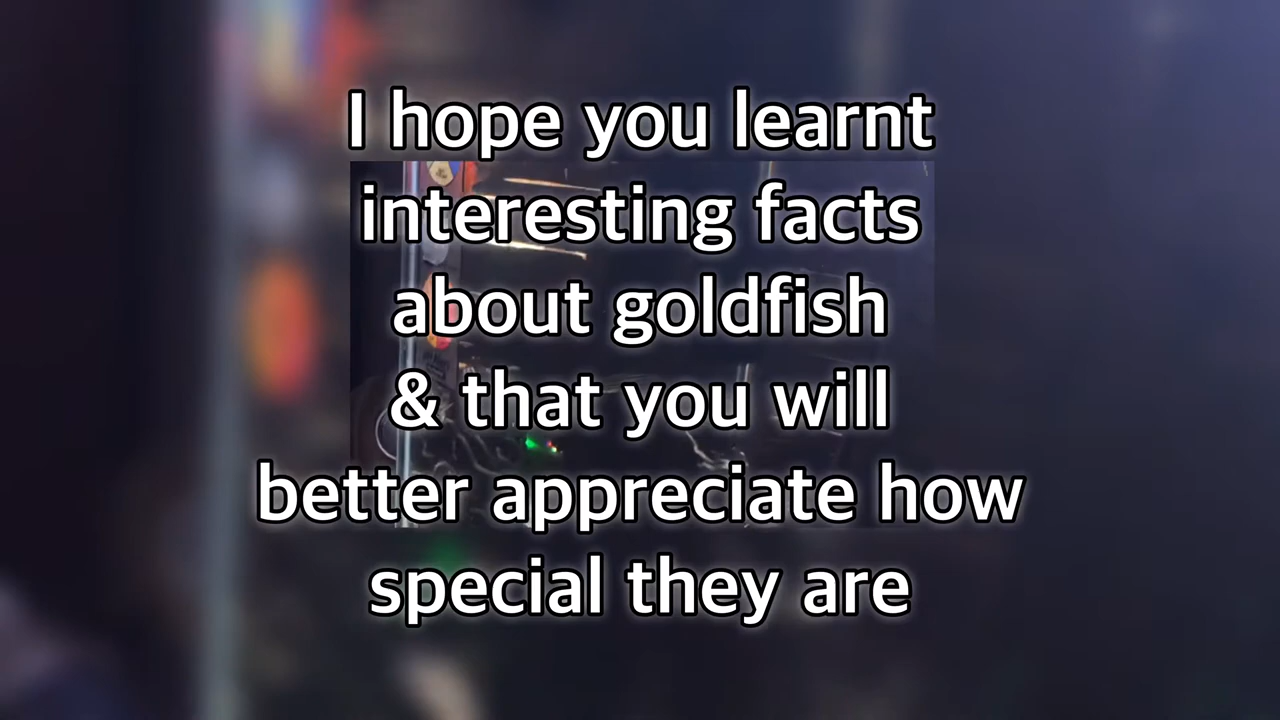 I hope you learnt
interesting facts
about goldfish
& that you will
better appreciate how
special they are